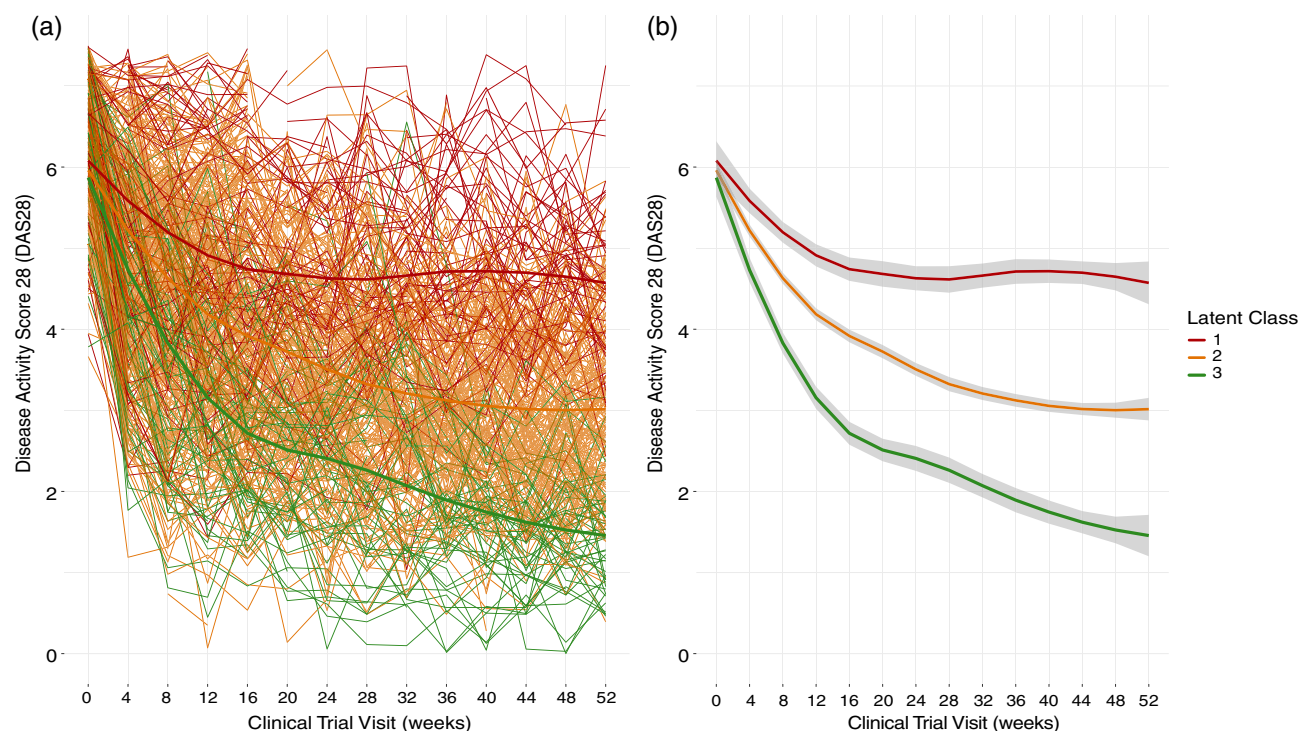 (a)
Disease Activity Score 28 (DAS28)
6
4
2
0
0 4 8 12 16 20 24 28 32 36 40 44 48 52
Clinical Trial Visit (weeks)
(b)
Disease Activity Score 28 (DAS28)
6
4
2
0
0 4 8 12 16 20 24 28 32 36 40 44 48 52
Clinical Trial Visit (weeks)
Latent Class
1
2
3